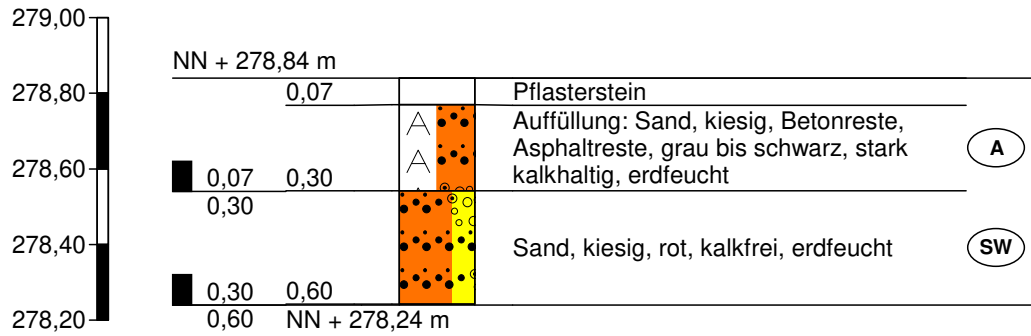 279,00
NN + 278,84 m
278,80
0,07 Pflasterstein
Auffüllung: Sand, kiesig, Betonreste,
Asphaltreste, grau bis schwarz, stark
kalkhaltig, erdfeucht
A
A
A
278,60
0,07 0,30
0,30
278,40
Sand, kiesig, rot, kalkfrei, erdfeucht
SW
0,30 0,60
278,20
0,60 NN + 278,24 m